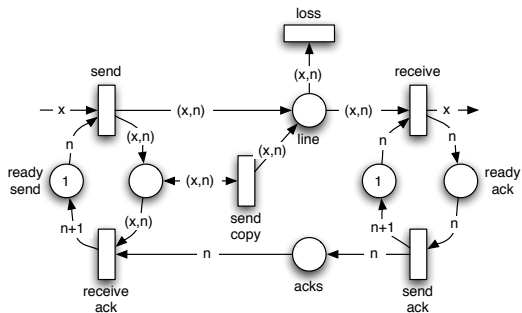 loss
send
(x,n)
receive
x
(x,n)
(x,n)
x
n
(x,n)
line
n
n
(x,n)
ready
send
1
(x,n)
send
copy
1
ready
ack
n+1
(x,n)
n+1
n
n
n
receive
ack
acks
send
ack